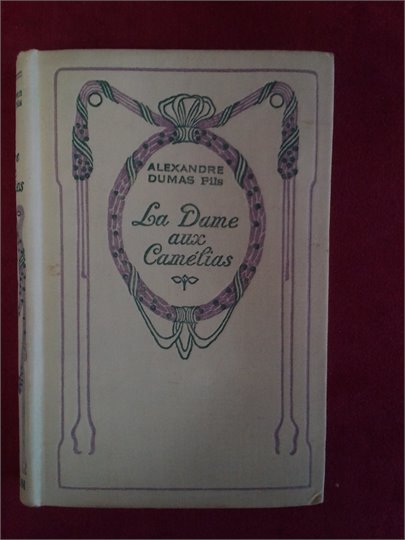 ALEXANDRE
DUMAS Fils
La Dame
aux
Camélias